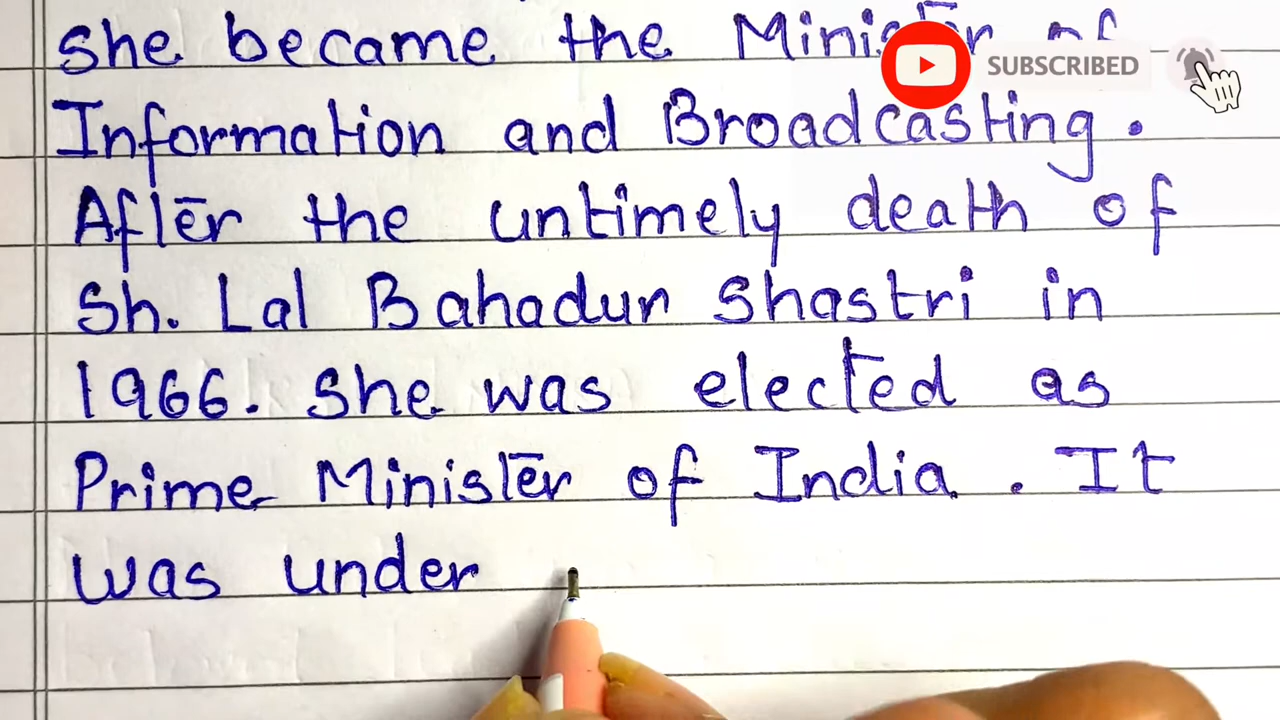 she became the Minister of
SUBSCRIBED
Information and Broadcasting.
After the untimely death of
Sh. Lal Bahadur Shastri in
1966. She was elected as
Prime Minister of India. It
was under